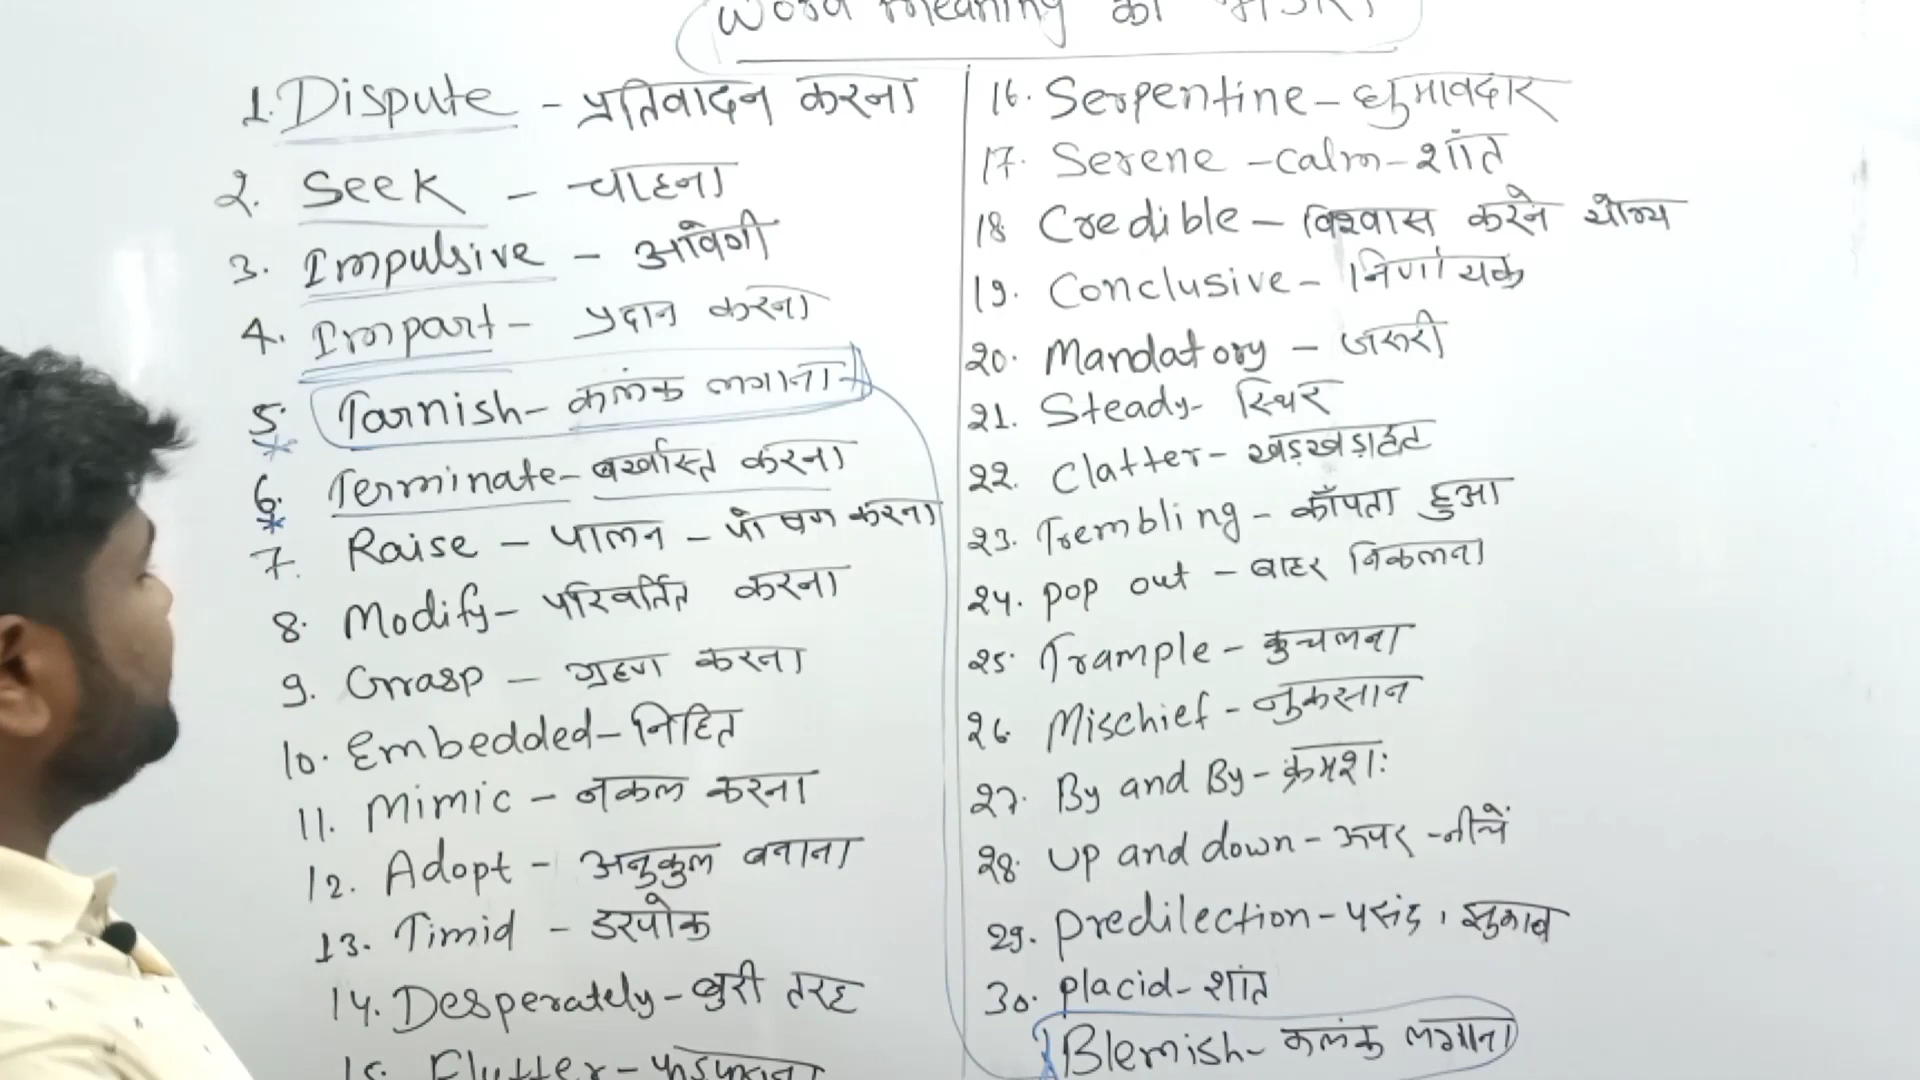 Word meaning का
1. Dispute - प्रतिवादन करना
2. Seek - चाहना
3. Impulsive - आवेगी
4. Impart - प्रदान करना
5. Tarnish - कलंक लगाना
6. Terminate - बर्खास्त करना
7. Raise - पालन - पोषण करना
8. Modify - परिवर्तित करना
9. Grasp - ग्रहण करना
10. Embedded - निहित
11. Mimic - नकल करना
12. Adopt - अनुकुल बनाना
13. Timid - डरपोक
14. Desperately - बुरी तरह
15. Flutter -
16. Serpentine - घुमावदार
17. Serene - calm - शांत
18 Credible - विश्वास करने योग्य
19. Conclusive - निर्णायक
20. Mandatory - जरूरी
21. Steady - स्थिर
22. Clatter - खड़खड़ाहट
23. Trembling - काँपता हुआ
24. pop out - बाहर निकलना
25. Trample - कुचलना
26 Mischief - नुकसान
27. By and By - क्रमशः
28. Up and down - ऊपर - नीचें
29. Predilection - पसंद, झुकाव
30. placid - शांत
Blemish - कलंक लगाना